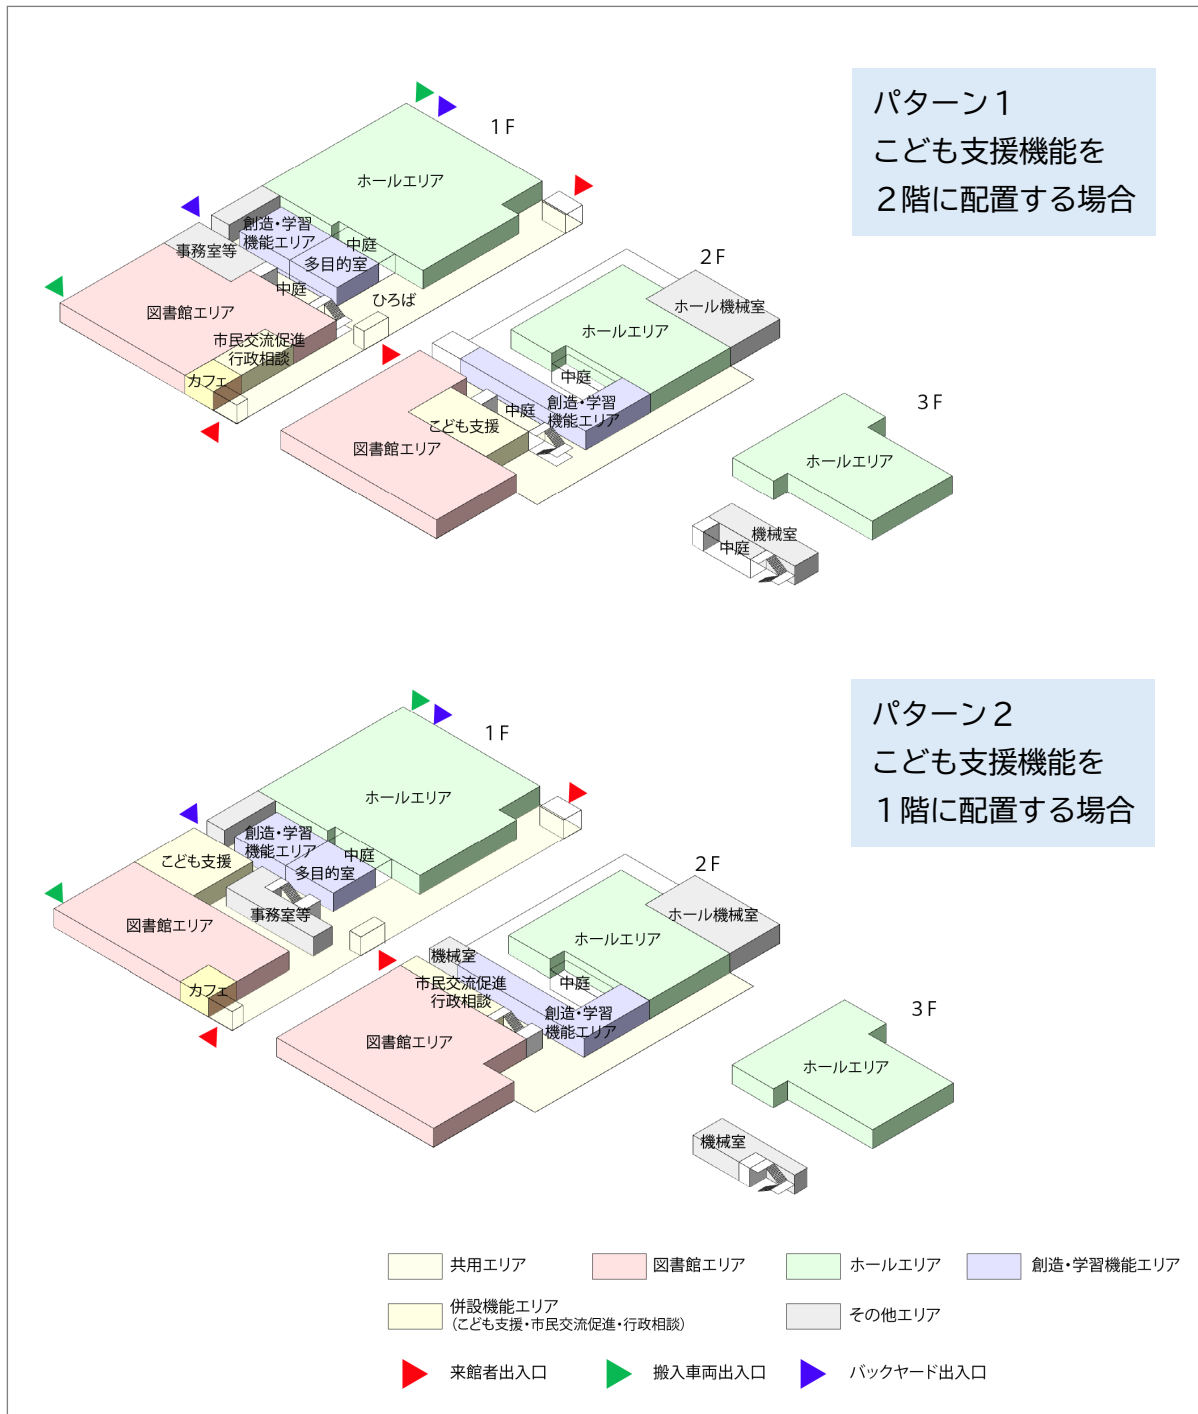 パターン１
こども支援機能を
２階に配置する場合
１Ｆ
ホールエリア
創造・学習
機能エリア
中庭
多目的室
事務室等
中庭
ひろば
図書館エリア
市民交流促進
行政相談
カフェ
２Ｆ
ホール機械室
ホールエリア
中庭
創造・学習
機能エリア
中庭
こども支援
図書館エリア
３Ｆ
ホールエリア
機械室
中庭
パターン２
こども支援機能を
１階に配置する場合
１Ｆ
ホールエリア
創造・学習
機能エリア
中庭
多目的室
こども支援
事務室等
図書館エリア
カフェ
２Ｆ
ホール機械室
ホールエリア
機械室
中庭
市民交流促進
行政相談
創造・学習
機能エリア
図書館エリア
３Ｆ
ホールエリア
機械室
共用エリア
図書館エリア
ホールエリア
創造・学習機能エリア
併設機能エリア
（こども支援・市民交流促進・行政相談）
その他エリア
来館者出入口
搬入車両出入口
バックヤード出入口